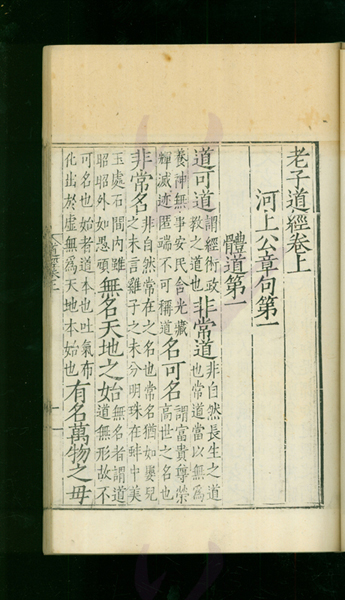 老子道經卷上
河上公章句第一
體道第一
道可道謂經術政教之道也非常道非自然長生之道也常道當以無爲
養神無事安民含光藏輝滅迹匿端不可稱道名可名謂富貴尊榮高世之名也
非常名非自然常在之名也常名當如嬰兒之未言雞子之未分明珠在蚌中美
玉處石間内雖昭昭外如愚頑無名天地之始無名者謂道道無形故不
可名也始者道本也吐氣布化出於虛無爲天地本始也有名萬物之母